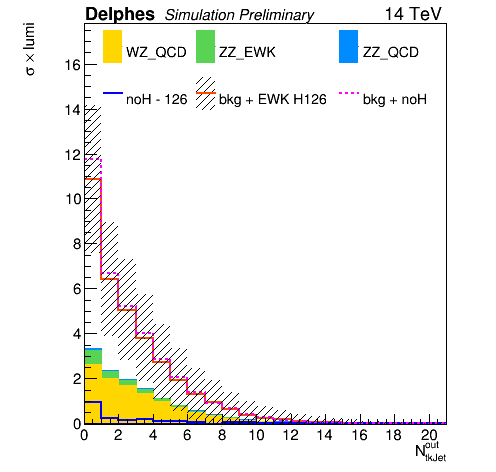 Delphes Simulation Preliminary 14 TeV
σ × lumi
WZ_QCD ZZ_EWK ZZ_QCD
noH - 126 bkg + EWK H126 bkg + noH
16
14
12
10
8
6
4
2
0
0 2 4 6 8 10 12 14 16 18 20
N^out_tkJet